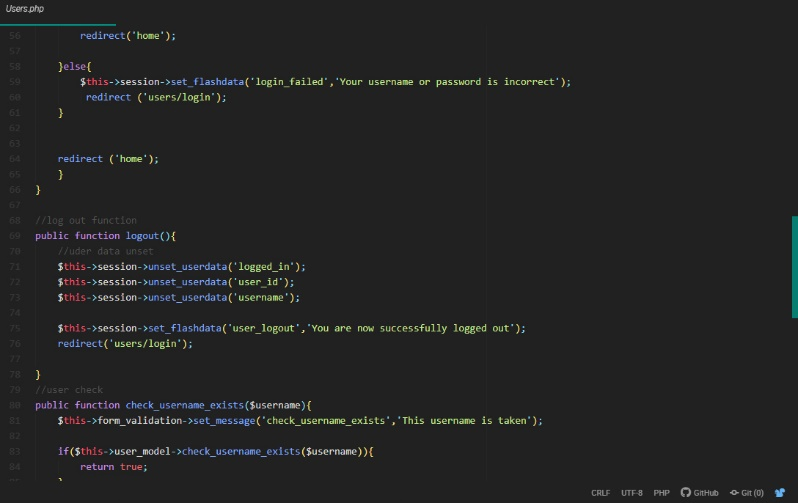 Users.php
56 redirect('home');
57
58 }else{
59 $this->session->set_flashdata('login_failed','Your username or password is incorrect');
60 redirect ('users/login');
61 }
62
63
64 redirect ('home');
65 }
66 }
67
68 //log out function
69 public function logout(){
70 //uder data unset
71 $this->session->unset_userdata('logged_in');
72 $this->session->unset_userdata('user_id');
73 $this->session->unset_userdata('username');
74
75 $this->session->set_flashdata('user_logout','You are now successfully logged out');
76 redirect('users/login');
77
78 }
79 //user check
80 public function check_username_exists($username){
81 $this->form_validation->set_message('check_username_exists','This username is taken');
82
83 if($this->user_model->check_username_exists($username)){
84 return true;
85 }
CRLF UTF-8 PHP GitHub Git (0)